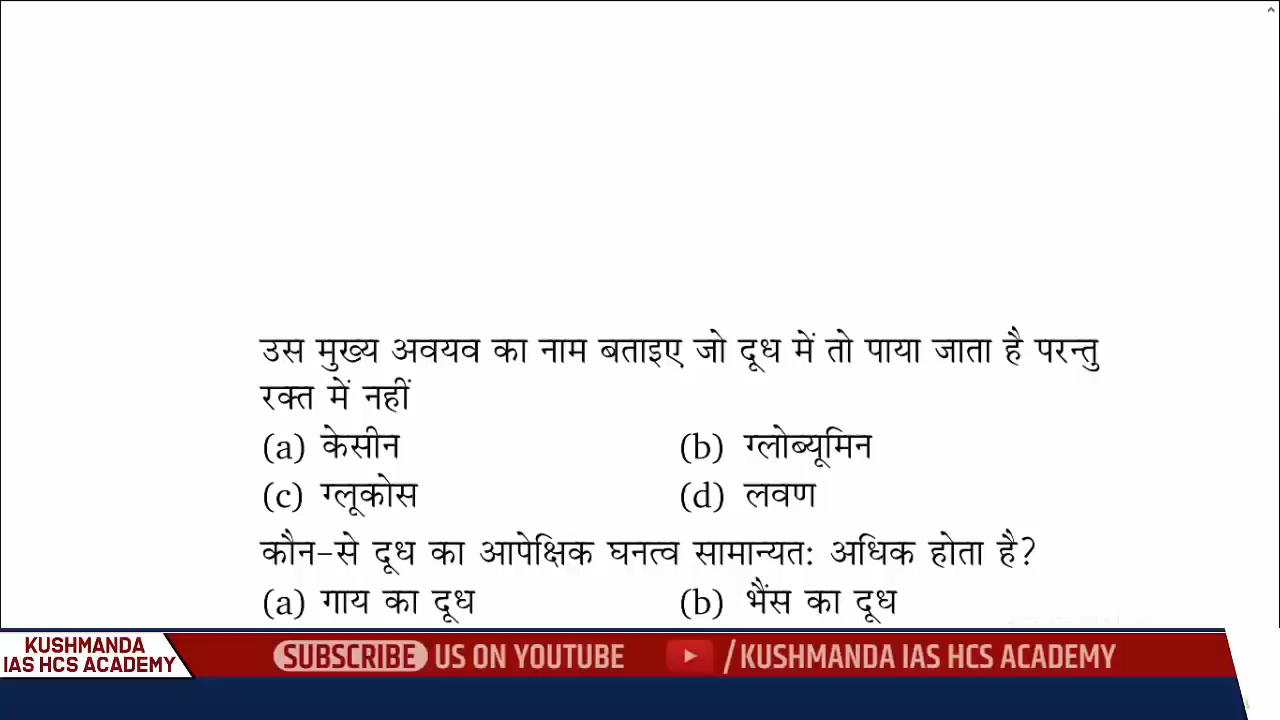 उस मुख्य अवयव का नाम बताइए जो दूध में तो पाया जाता है परन्तु
रक्त में नहीं
(a) केसीन (b) ग्लोब्यूमिन
(c) ग्लूकोस (d) लवण
कौन-से दूध का आपेक्षिक घनत्व सामान्यतः अधिक होता है?
(a) गाय का दूध (b) भैंस का दूध
KUSHMANDA
IAS HCS ACADEMY
SUBSCRIBE US ON YOUTUBE /KUSHMANDA IAS HCS ACADEMY